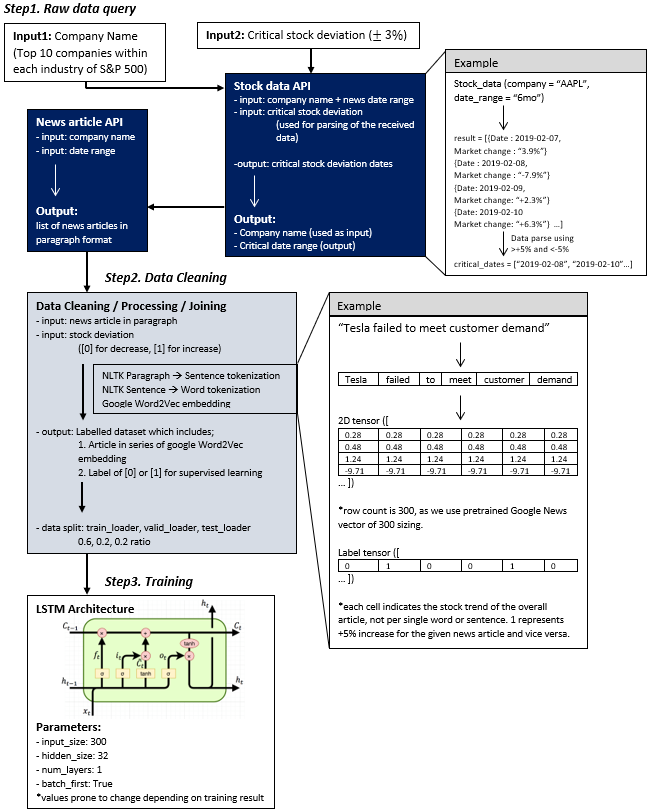 Step1. Raw data query
Input1: Company Name
(Top 10 companies within
each industry of S&P 500)
Input2: Critical stock deviation (± 3%)
Stock data API
- input: company name + news date range
- input: critical stock deviation
(used for parsing of the received
data)
-output: critical stock deviation dates
Output:
- Company name (used as input)
- Critical date range (output)
News article API
- input: company name
- input: date range
Output:
list of news articles in
paragraph format
Example
Stock_data (company = “AAPL”,
date_range = “6mo”)
result = [{Date : 2019-02-07,
Market change : “3.9%”}
{Date : 2019-02-08,
Market change : “-7.9%”}
{Date: 2019-02-09,
Market change: “+2.3%”}
{Date: 2019-02-10
Market change: “+6.3%”} …]
Data parse using
>+5% and <-5%
critical_dates = [“2019-02-08”, “2019-02-10”…]
Step2. Data Cleaning
Data Cleaning / Processing / Joining
- input: news article in paragraph
- input: stock deviation
([0] for decrease, [1] for increase)
NLTK Paragraph → Sentence tokenization
NLTK Sentence → Word tokenization
Google Word2Vec embedding
- output: Labelled dataset which includes;
1. Article in series of google Word2Vec
embedding
2. Label of [0] or [1] for supervised learning
- data split: train_loader, valid_loader, test_loader
0.6, 0.2, 0.2 ratio
Example
“Tesla failed to meet customer demand”
Tesla failed to meet customer demand
2D tensor ([
0.28 0.28 0.28 0.28 0.28 0.28
0.48 0.48 0.48 0.48 0.48 0.48
1.24 1.24 1.24 1.24 1.24 1.24
-9.71 -9.71 -9.71 -9.71 -9.71 -9.71
… ])
*row count is 300, as we use pretrained Google News
vector of 300 sizing.
Label tensor ([
0 1 0 0 1 0
… ])
*each cell indicates the stock trend of the overall
article, not per single word or sentence. 1 represents
+5% increase for the given news article and vice versa.
Step3. Training
LSTM Architecture
ht
Ct-1 × + Ct
tanh
ft it Ct ot × ×
σ σ tanh σ
ht-1 ht
xt
Parameters:
- input_size: 300
- hidden_size: 32
- num_layers: 1
- batch_first: True
*values prone to change depending on training result